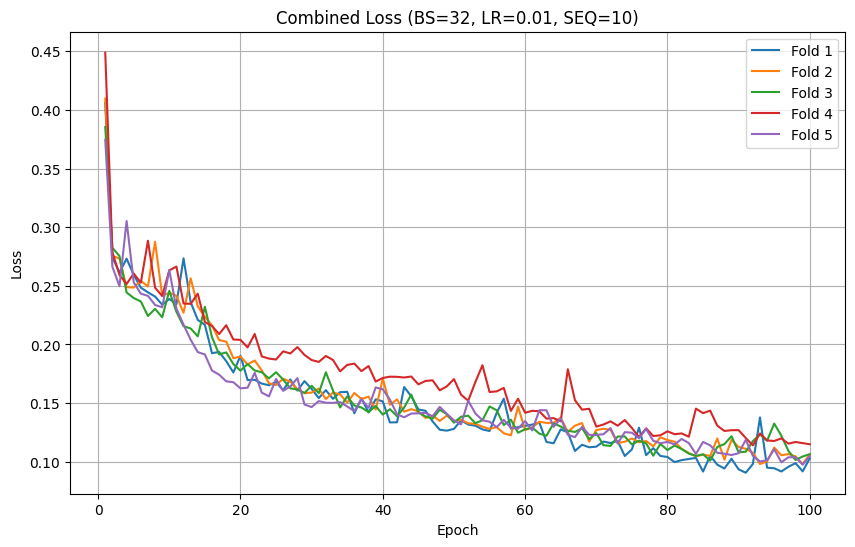 Combined Loss (BS=32, LR=0.01, SEQ=10)
Loss
0.45
0.40
0.35
0.30
0.25
0.20
0.15
0.10
Fold 1
Fold 2
Fold 3
Fold 4
Fold 5
0
20
40
60
80
100
Epoch